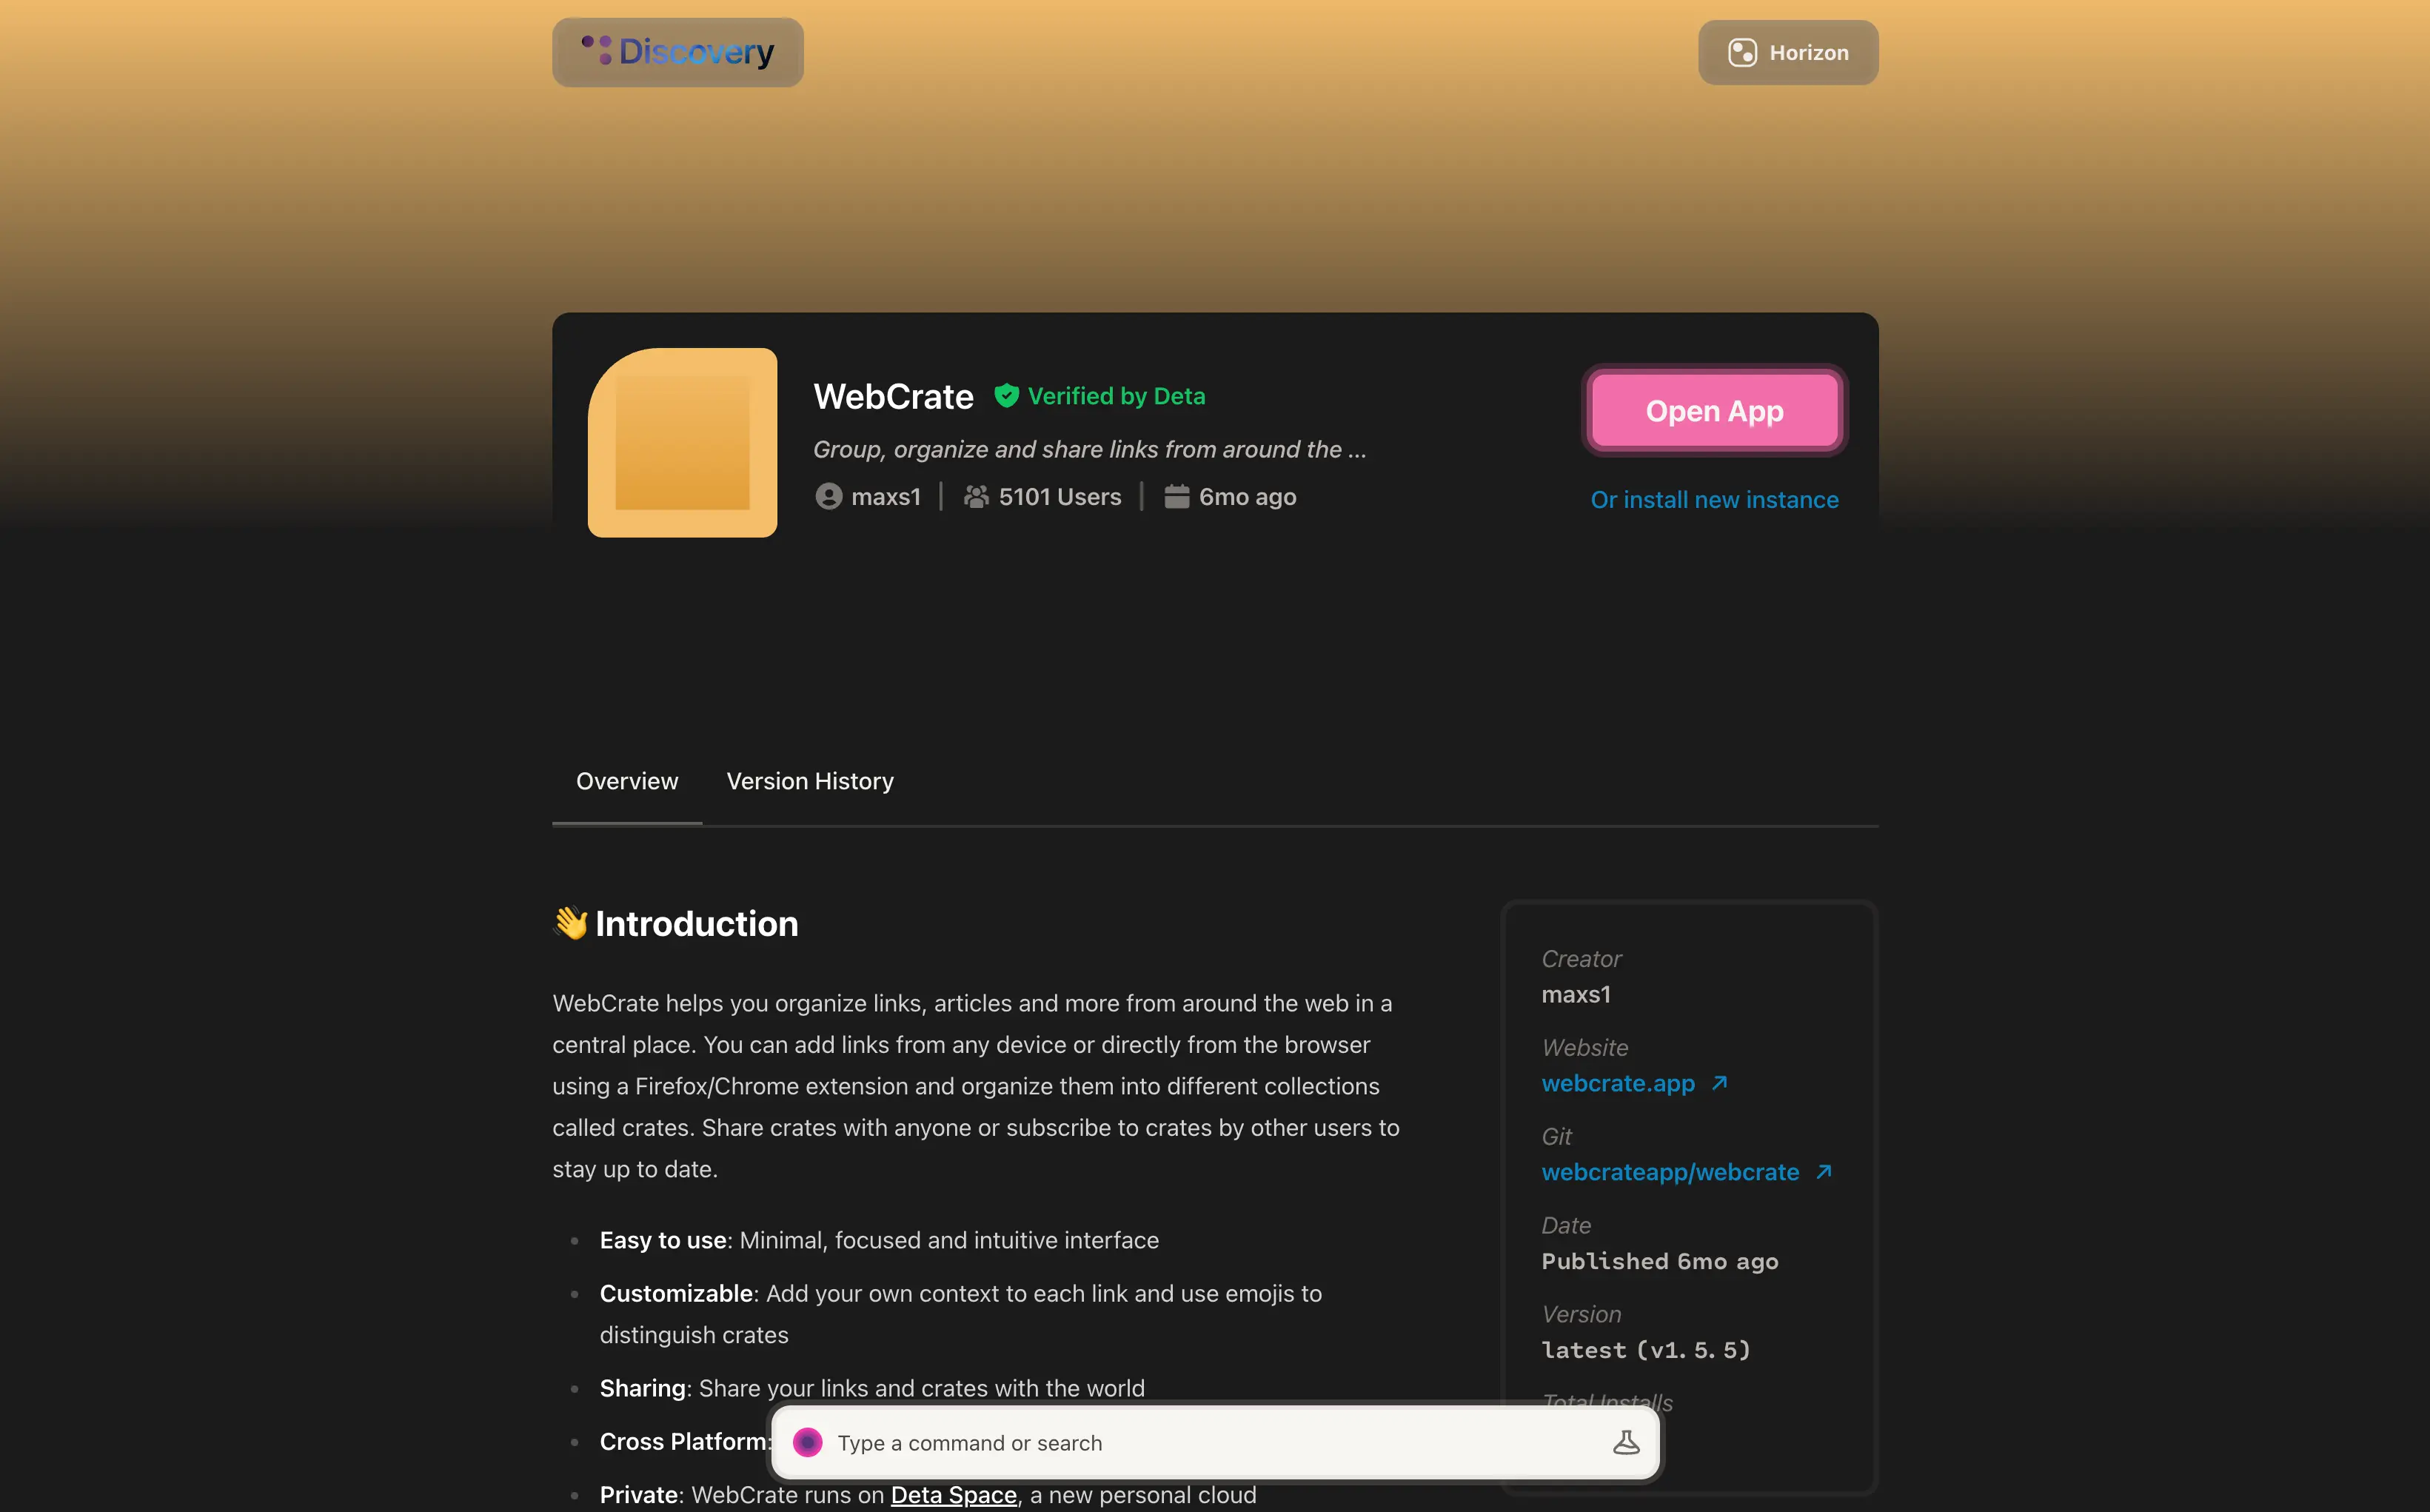 Discovery
Horizon
WebCrate
Verified by Deta
Open App
Group, organize and share links from around the ...
maxs1 | 5101 Users | 6mo ago
Or install new instance
Overview
Version History
👋 Introduction
WebCrate helps you organize links, articles and more from around the web in a
central place. You can add links from any device or directly from the browser
using a Firefox/Chrome extension and organize them into different collections
called crates. Share crates with anyone or subscribe to crates by other users to
stay up to date.
• Easy to use: Minimal, focused and intuitive interface
• Customizable: Add your own context to each link and use emojis to
distinguish crates
• Sharing: Share your links and crates with the world
• Cross Platform:
• Private: WebCrate runs on Deta Space, a new personal cloud
Creator
maxs1
Website
webcrate.app
Git
webcrateapp/webcrate
Date
Published 6mo ago
Version
latest (v1.5.5)
Total Installs
Type a command or search